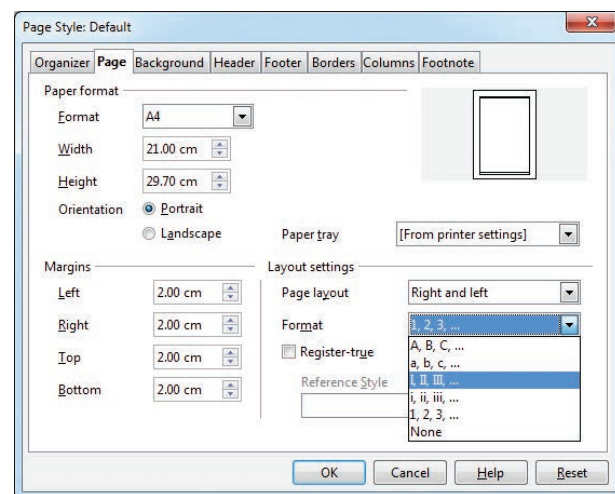 Page Style: Default
Organizer Page Background Header Footer Borders Columns Footnote
Paper format
Format A4
Width 21.00 cm
Height 29.70 cm
Orientation Portrait
Landscape Paper tray [From printer settings]
Margins Layout settings
Left 2.00 cm Page layout Right and left
Right 2.00 cm Format 1, 2, 3, ...
Top 2.00 cm Register-true A, B, C, ...
a, b, c, ...
Bottom 2.00 cm Reference Style I, II, III, ...
i, ii, iii, ...
1, 2, 3, ...
None
OK Cancel Help Reset